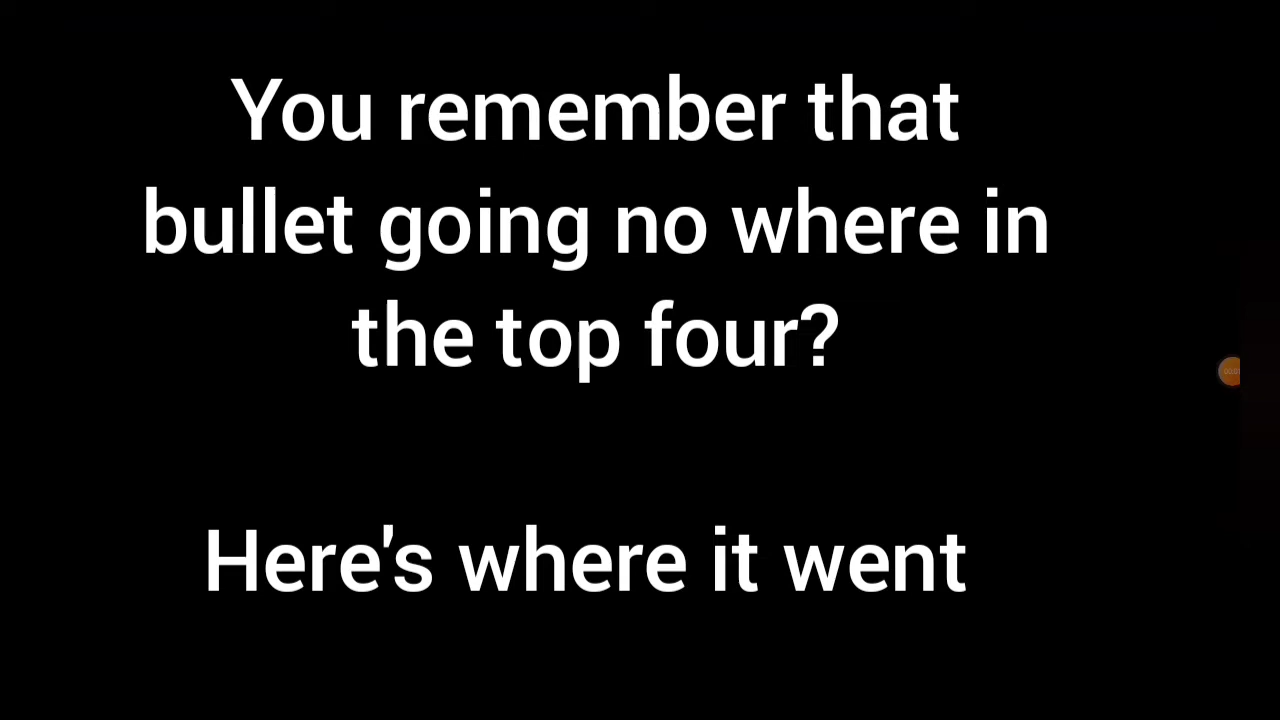 You remember that
bullet going no where in
the top four?
Here's where it went